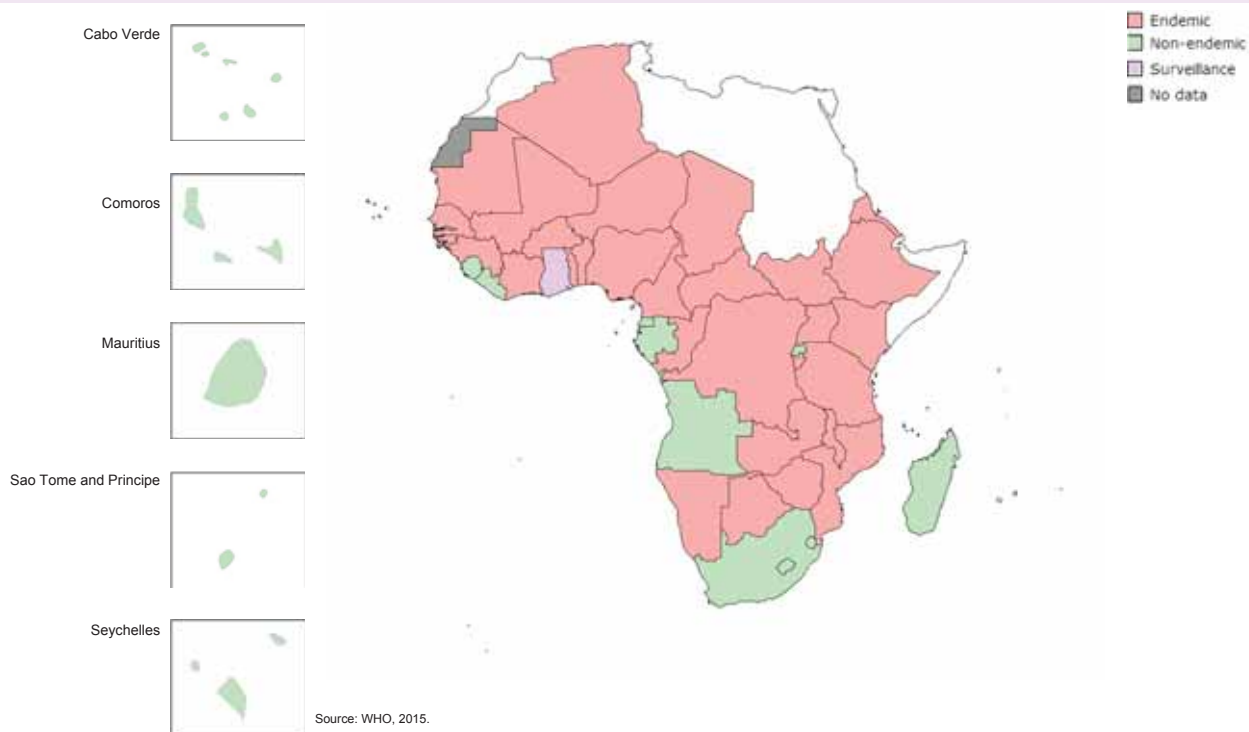 Cabo Verde
Comoros
Mauritius
Sao Tome and Principe
Seychelles
Endemic
Non-endemic
Surveillance
No data
Source: WHO, 2015.